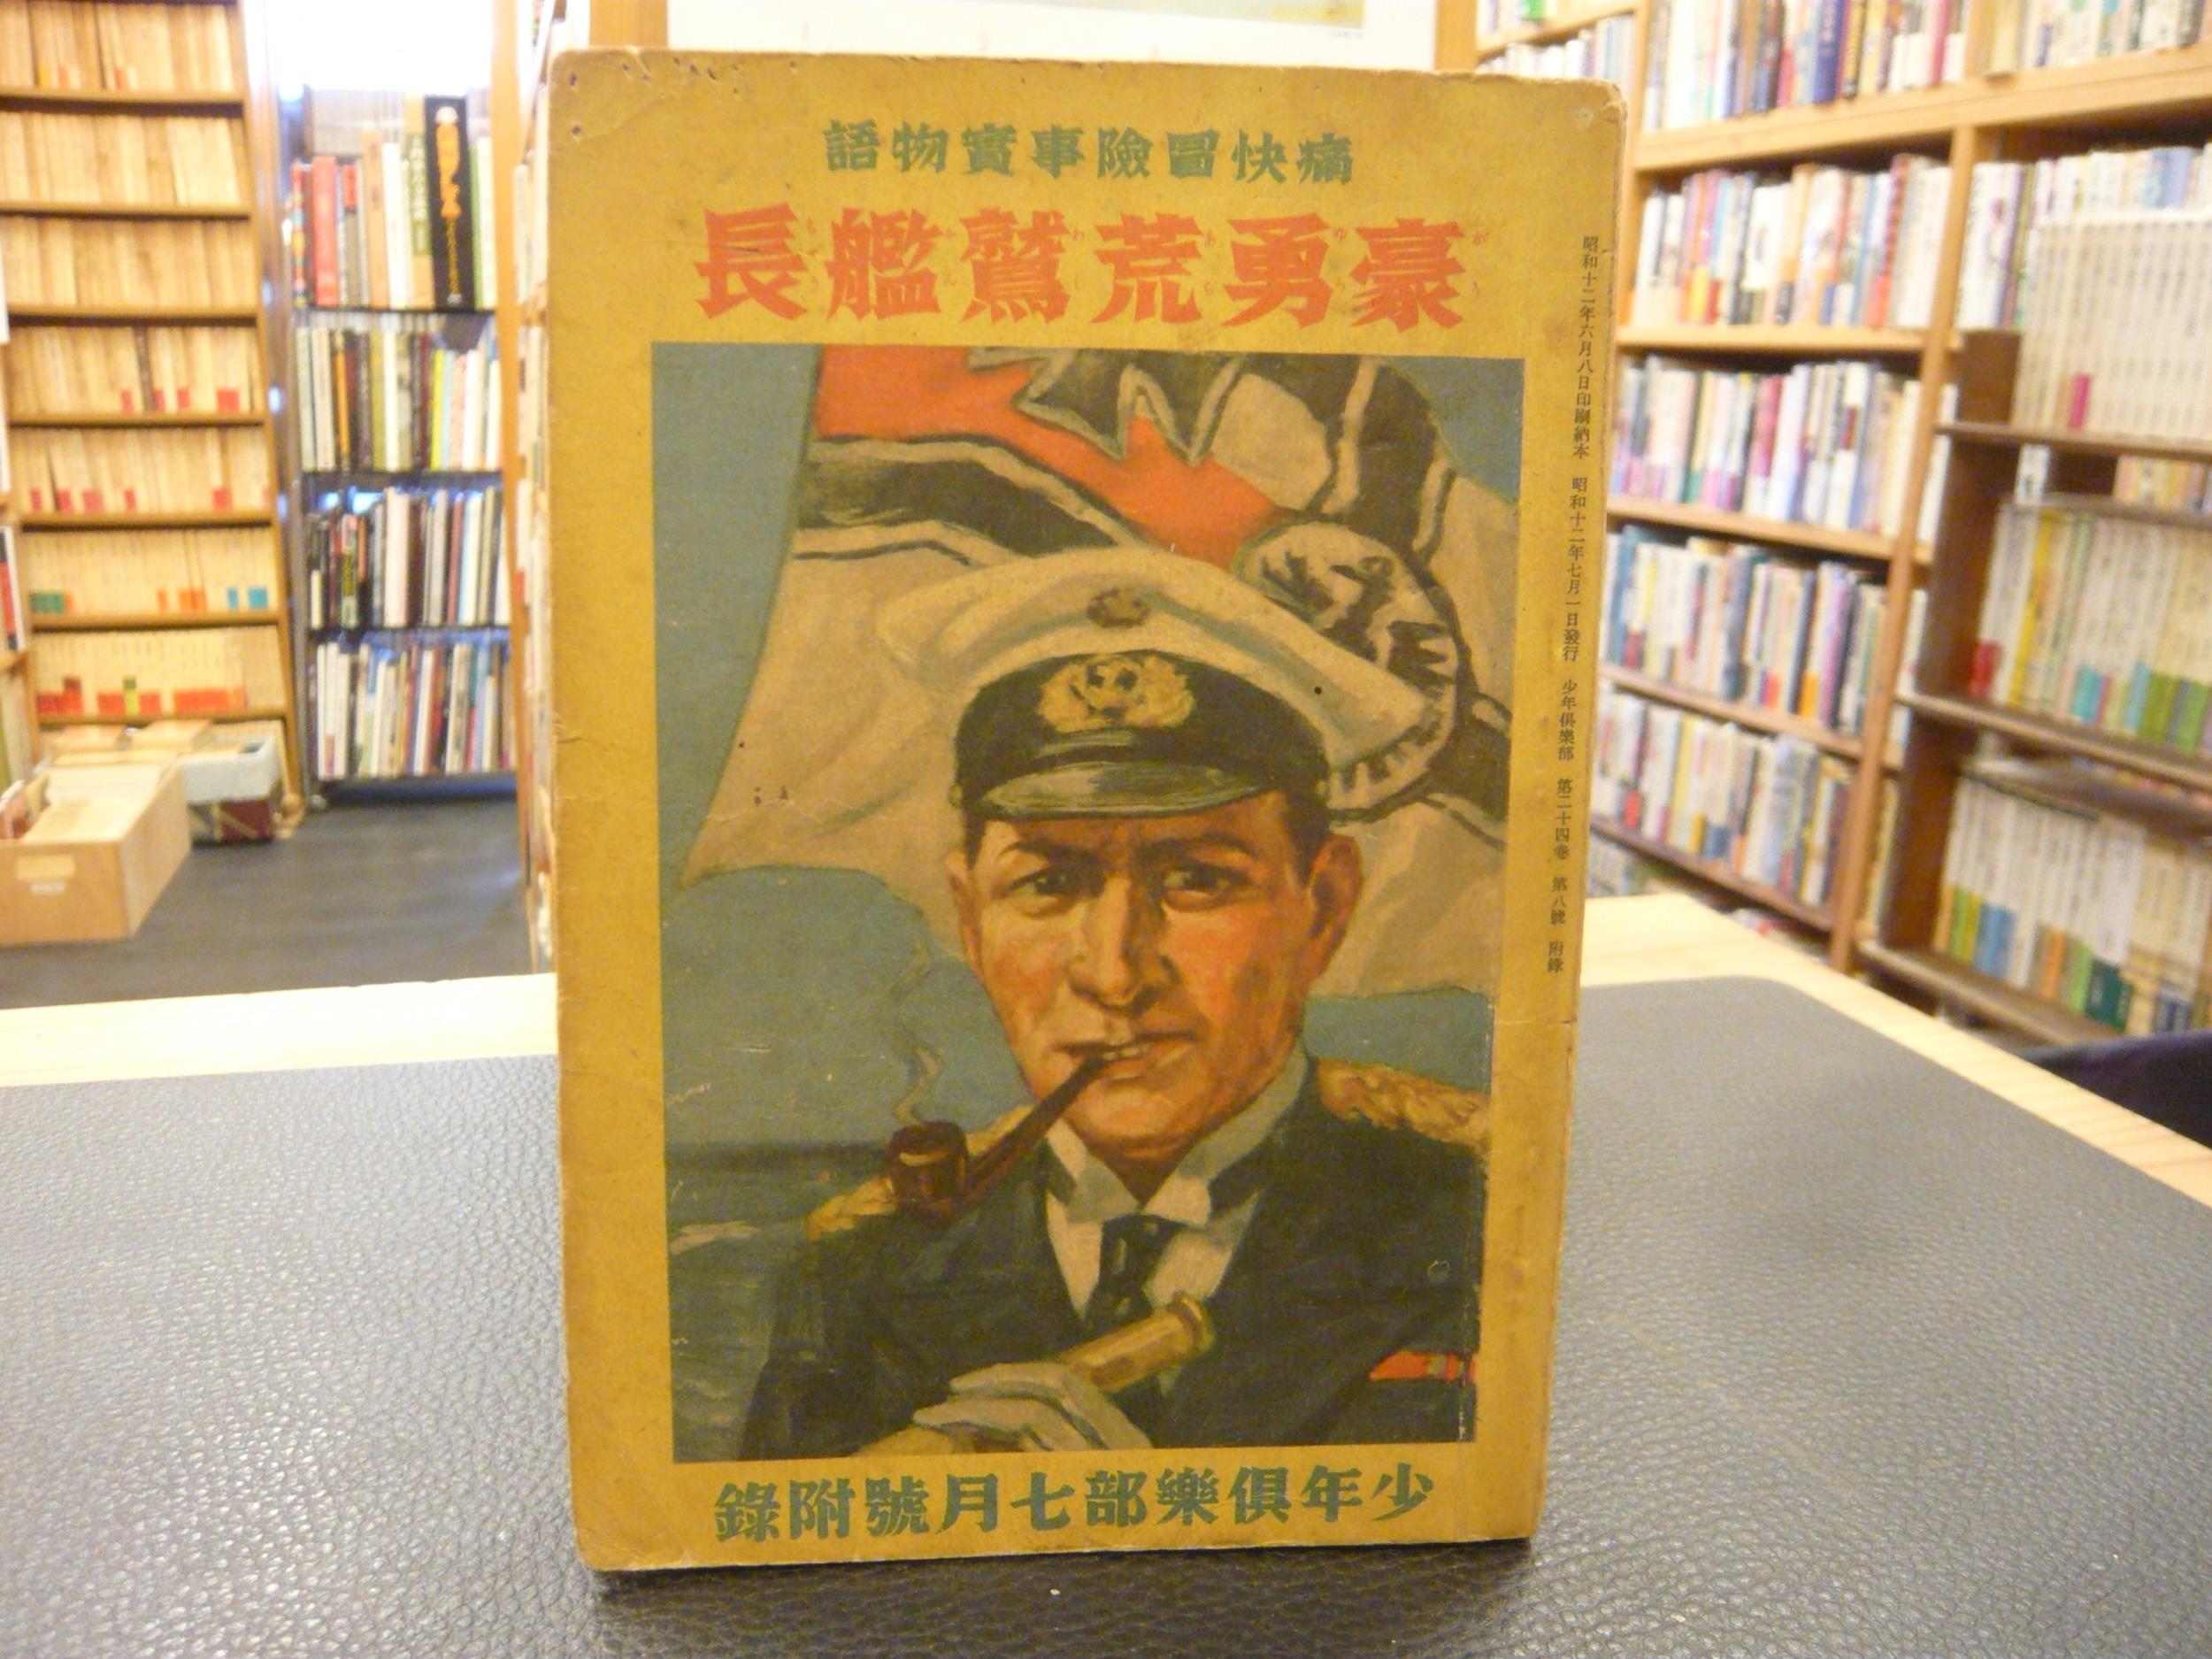 痛快冒險事實物語
豪勇荒鷲艦長
昭和十二年六月八日印刷納本 昭和十二年七月一日發行 少年俱樂部 第二十四卷 第八號 附錄
少年俱樂部七月號附錄